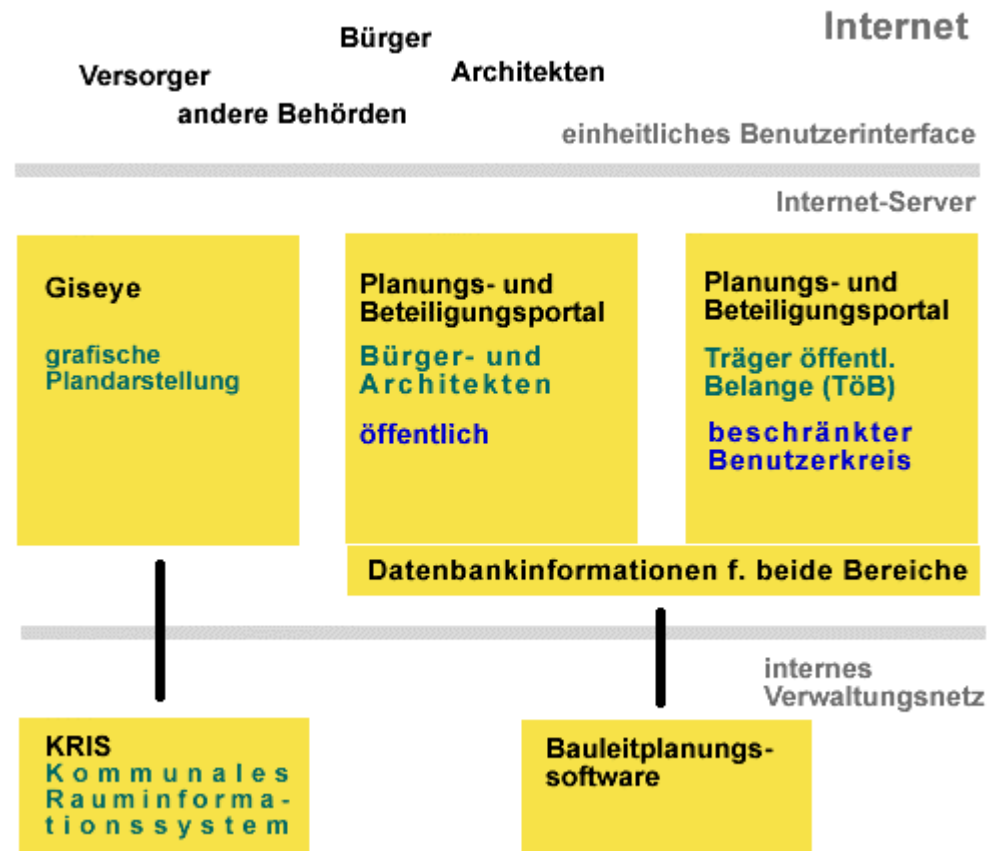 Internet
Bürger
Architekten
Versorger
andere Behörden
einheitliches Benutzerinterface
Internet-Server
Giseye
grafische
Plandarstellung
Planungs- und
Beteiligungsportal
Bürger- und
Architekten
öffentlich
Planungs- und
Beteiligungsportal
Träger öffentl.
Belange (TöB)
beschränkter
Benutzerkreis
Datenbankinformationen f. beide Bereiche
internes
Verwaltungsnetz
KRIS
Kommunales
Rauminforma-
tionssystem
Bauleitplanungs-
software